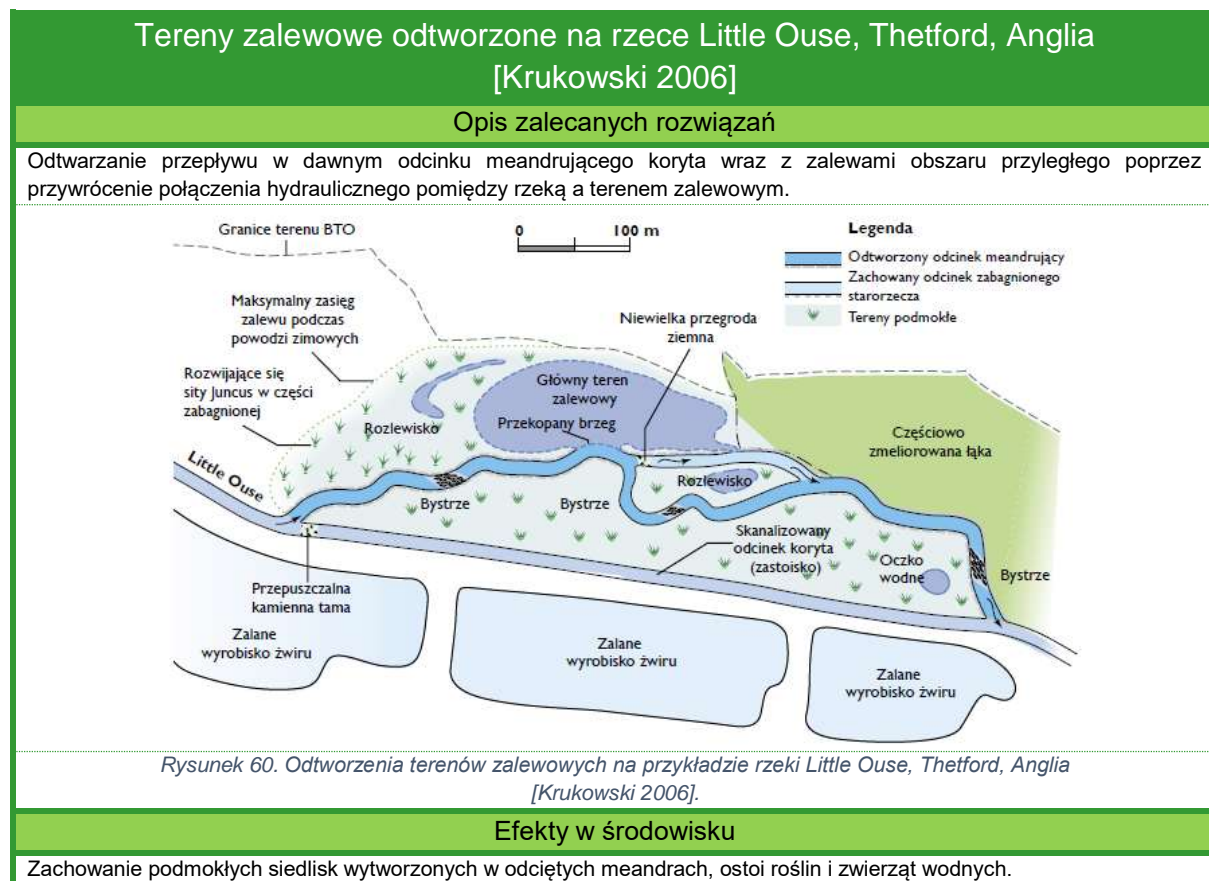 Tereny zalewowe odtworzone na rzece Little Ouse, Thetford, Anglia
[Krukowski 2006]
Opis zalecanych rozwiązań
Odtwarzanie przepływu w dawnym odcinku meandrującego koryta wraz z zalewami obszaru przyległego poprzez
przywrócenie połączenia hydraulicznego pomiędzy rzeką a terenem zalewowym.
Granice terenu BTO
0 100 m
Legenda
Odtworzony odcinek meandrujący
Zachowany odcinek zabagnionego
starorzecza
Tereny podmokłe
Maksymalny zasięg
zalewu podczas
powodzi zimowych
Niewielka przegroda
ziemna
Rozwijające się
sity Juncus w części
zabagnionej
Główny teren
zalewowy
Przekopany brzeg
Rozlewisko
Częściowo
zmeliorowana łąka
Little Ouse
Rozlewisko
Bystrze
Bystrze
Skanalizowany
odcinek koryta
(zastoisko)
Oczko
wodne
Bystrze
Przepuszczalna
kamienna tama
Zalane
wyrobisko żwiru
Zalane
wyrobisko żwiru
Zalane
wyrobisko żwiru
Rysunek 60. Odtworzenia terenów zalewowych na przykładzie rzeki Little Ouse, Thetford, Anglia
[Krukowski 2006].
Efekty w środowisku
Zachowanie podmokłych siedlisk wytworzonych w odciętych meandrach, ostoi roślin i zwierząt wodnych.